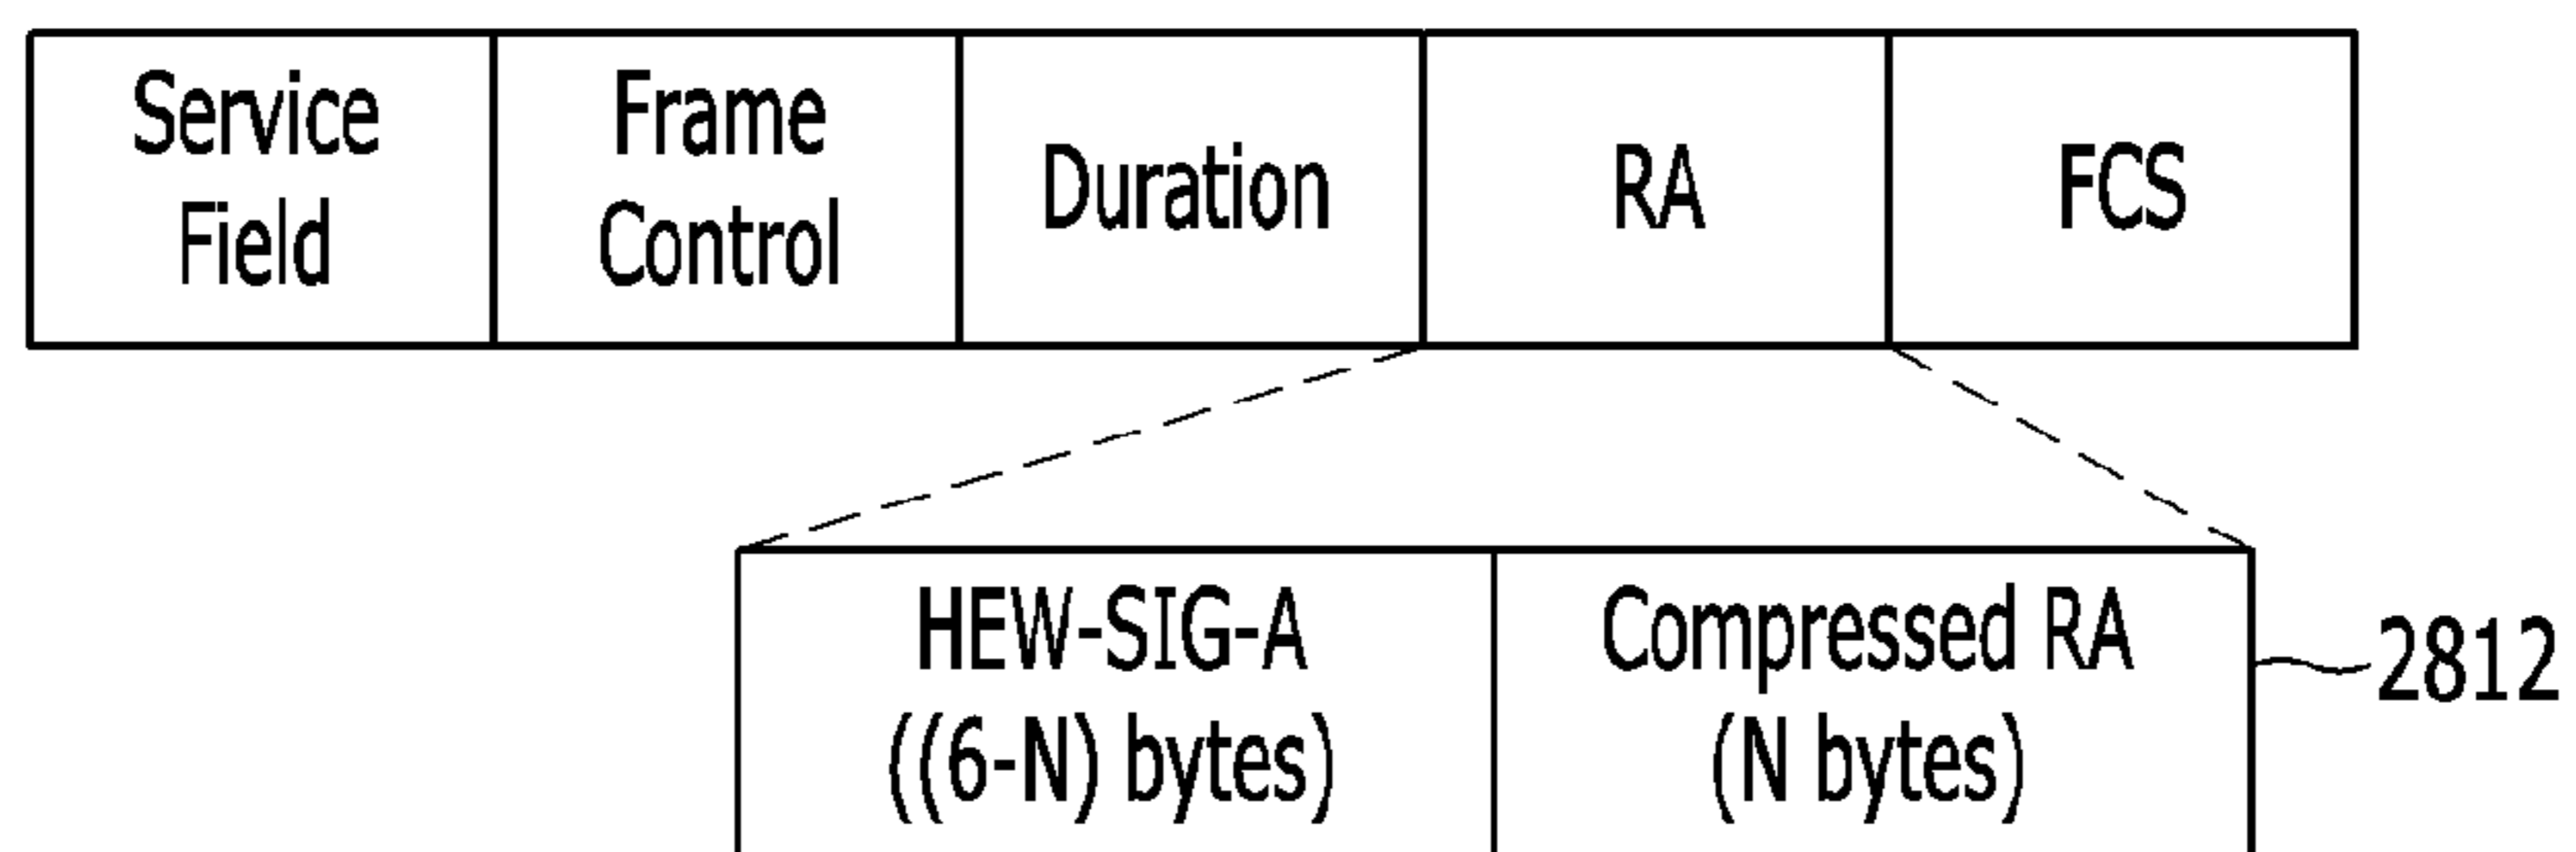 Service
Field
Frame
Control
Duration
RA
FCS
HEW-SIG-A
((6-N) bytes)
Compressed RA
(N bytes)
2812